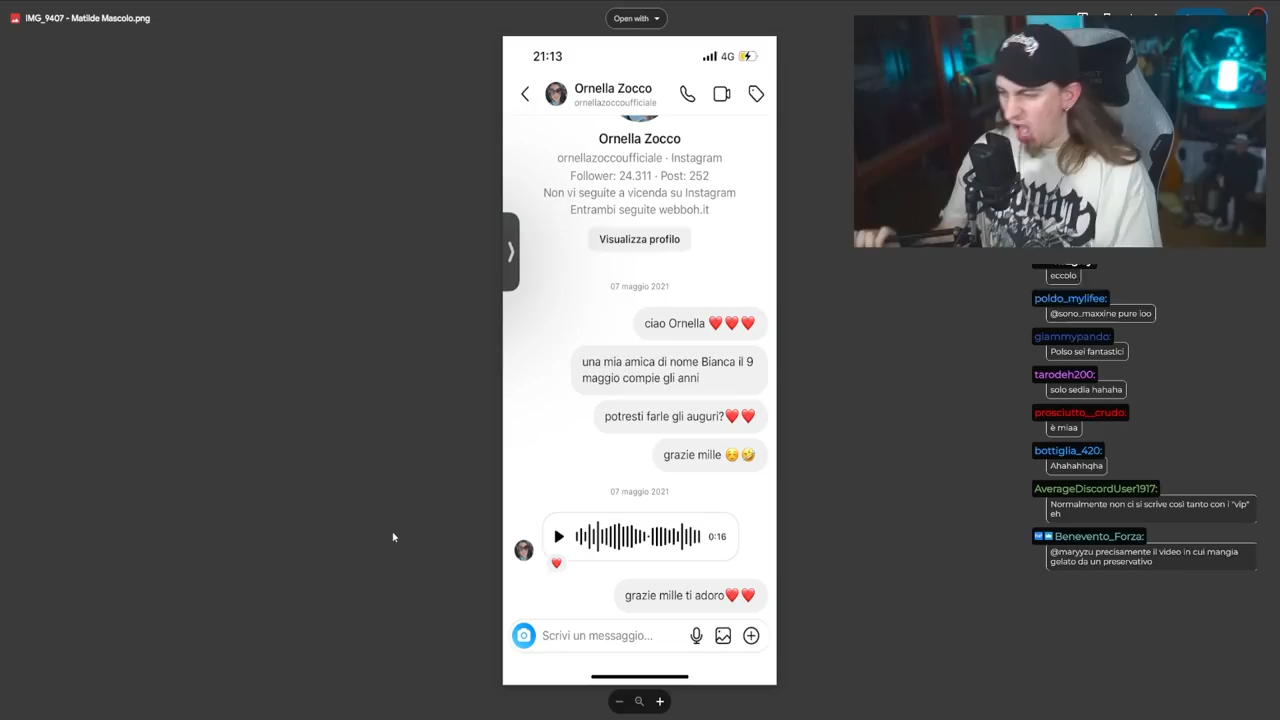 IMG_9407 - Matilde Mascolo.png
Open with
21:13
4G
Ornella Zocco
ornellazoccoufficiale
Ornella Zocco
ornellazoccoufficiale · Instagram
Follower: 24.311 · Post: 252
Non vi seguite a vicenda su Instagram
Entrambi seguite webboh.it
Visualizza profilo
07 maggio 2021
ciao Ornella ❤️❤️❤️
una mia amica di nome Bianca il 9
maggio compie gli anni
potresti farle gli auguri?❤️❤️
grazie mille ☺️🤣
07 maggio 2021
0:16
❤️
grazie mille ti adoro❤️❤️
Scrivi un messaggio...
eccolo
poldo_mylifee:
@sono_maxxine pure ioo
giammypando:
Polso sei fantastici
tarodeh200:
solo sedia hahaha
prosciutto__crudo:
è miaa
bottiglia_420:
Ahahahhqha
AverageDiscordUser1917:
Normalmente non ci si scrive così tanto con i "vip"
eh
Benevento_Forza:
@maryyzu precisamente il video in cui mangia
gelato da un preservativo